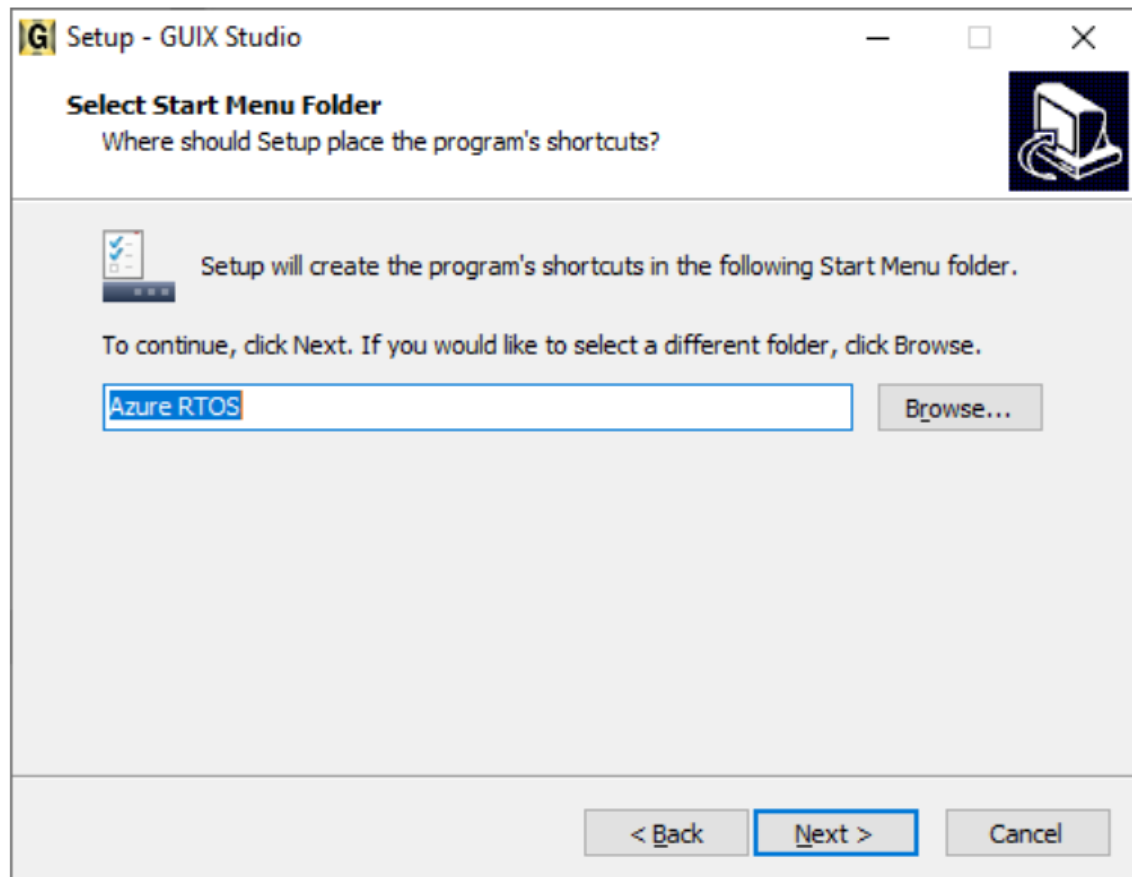 G Setup - GUIX Studio
Select Start Menu Folder
Where should Setup place the program's shortcuts?
Setup will create the program's shortcuts in the following Start Menu folder.
To continue, click Next. If you would like to select a different folder, click Browse.
Azure RTOS
Browse...
< Back
Next >
Cancel